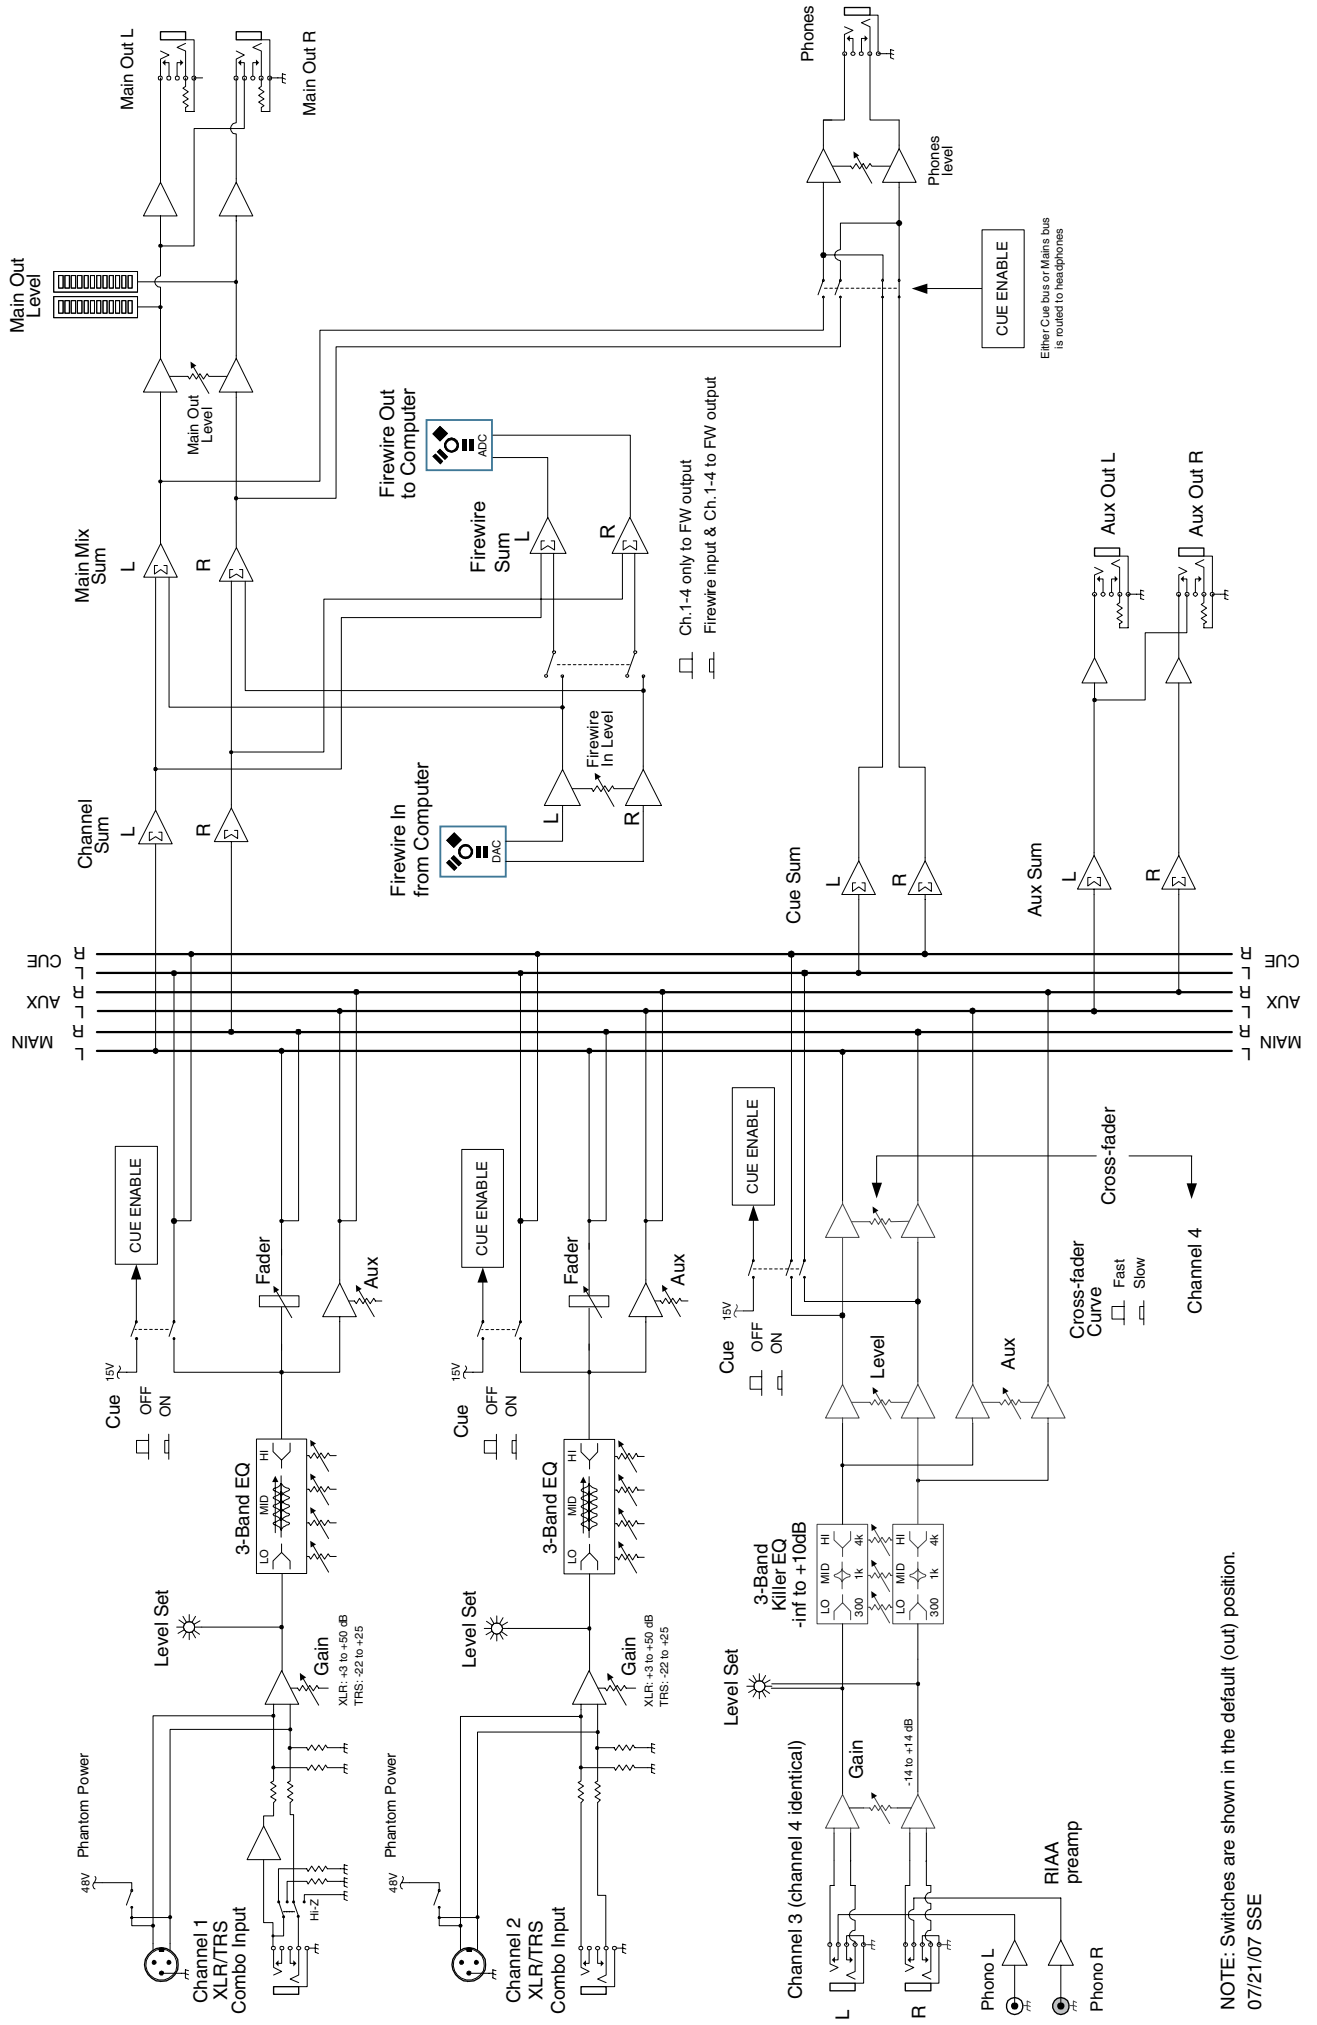 Channel 1
XLR/TRS
Combo Input
48V
Phantom Power
Hi-Z
Level Set
Gain
XLR: +3 to +50 dB
TRS: -22 to +25
3-Band EQ
LO
MID
HI
Cue
OFF
ON
15V
CUE ENABLE
Fader
Aux
Channel 2
XLR/TRS
Combo Input
48V
Phantom Power
Level Set
Gain
XLR: +3 to +50 dB
TRS: -22 to +25
3-Band EQ
LO
MID
HI
Cue
OFF
ON
15V
CUE ENABLE
Fader
Aux
Channel 3 (channel 4 identical)
L
R
Phono L
Phono R
RIAA
preamp
Gain
-14 to +14 dB
Level Set
3-Band
Killer EQ
-inf to +10dB
LO
MID
HI
300
1k
4k
LO
MID
HI
300
1k
4k
Level
Aux
Cue
OFF
ON
15V
CUE ENABLE
Cross-fader
Channel 4
Cross-fader
Curve
Fast
Slow
MAIN
L
R
AUX
L
R
CUE
L
R
MAIN
L
R
AUX
L
R
CUE
L
R
Channel
Sum
L
R
Main Mix
Sum
L
R
Main Out
Level
Main Out
Level
Main Out L
Main Out R
Firewire In
from Computer
DAC
L
R
Firewire
In Level
Firewire
Sum
L
R
Firewire Out
to Computer
ADC
Ch.1-4 only to FW output
Firewire input & Ch.1-4 to FW output
Cue Sum
L
R
CUE ENABLE
Either Cue bus or Mains bus
is routed to headphones
Phones
level
Phones
Aux Sum
L
R
Aux Out L
Aux Out R
NOTE: Switches are shown in the default (out) position.
07/21/07 SSE